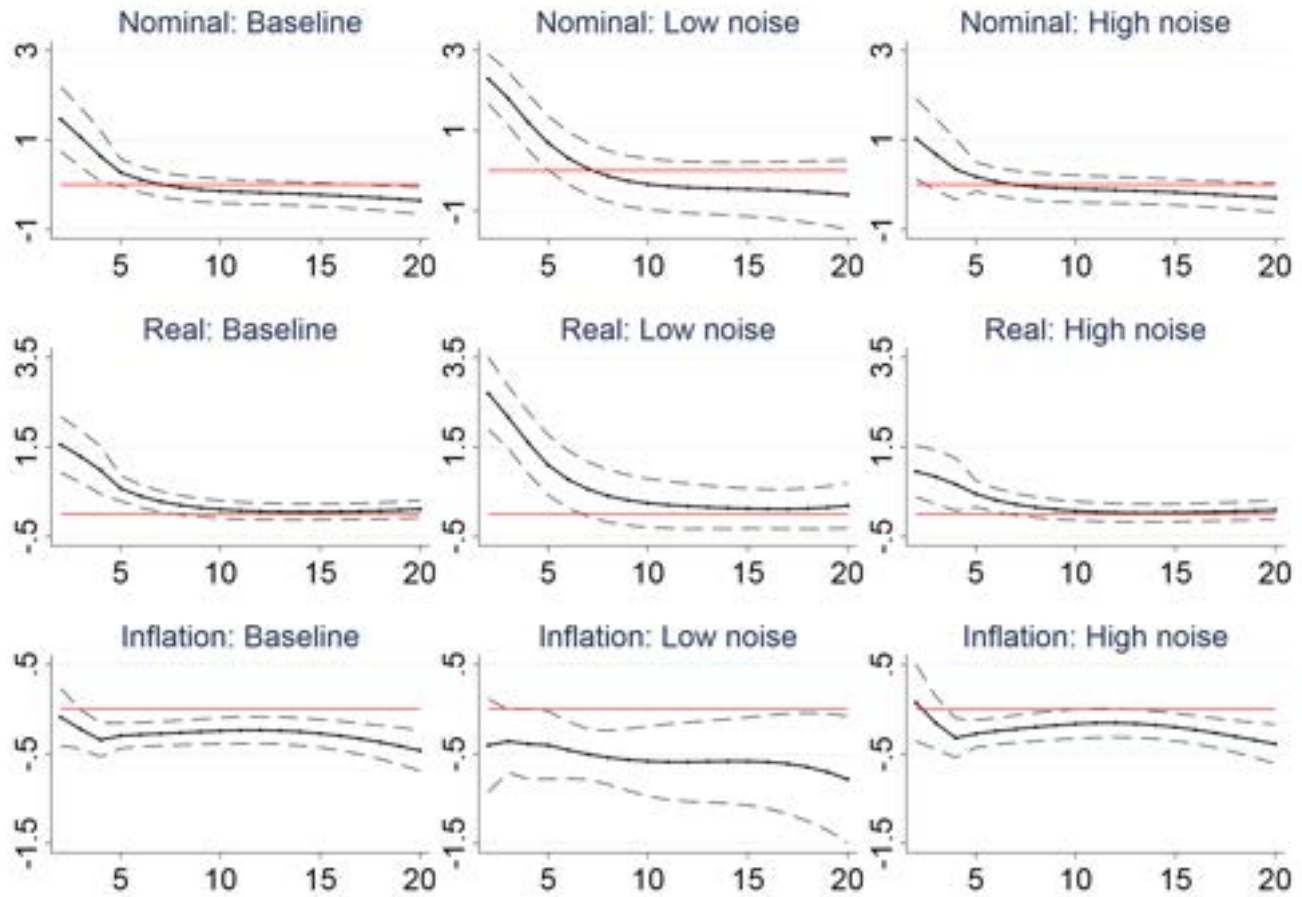 Nominal: Baseline
Nominal: Low noise
Nominal: High noise
3
1
-1
5 10 15 20
3
1
-1
5 10 15 20
3
1
-1
5 10 15 20
Real: Baseline
Real: Low noise
Real: High noise
3.5
1.5
-.5
5 10 15 20
3.5
1.5
-.5
5 10 15 20
3.5
1.5
-.5
5 10 15 20
Inflation: Baseline
Inflation: Low noise
Inflation: High noise
.5
-.5
-1.5
5 10 15 20
.5
-.5
-1.5
5 10 15 20
.5
-.5
-1.5
5 10 15 20